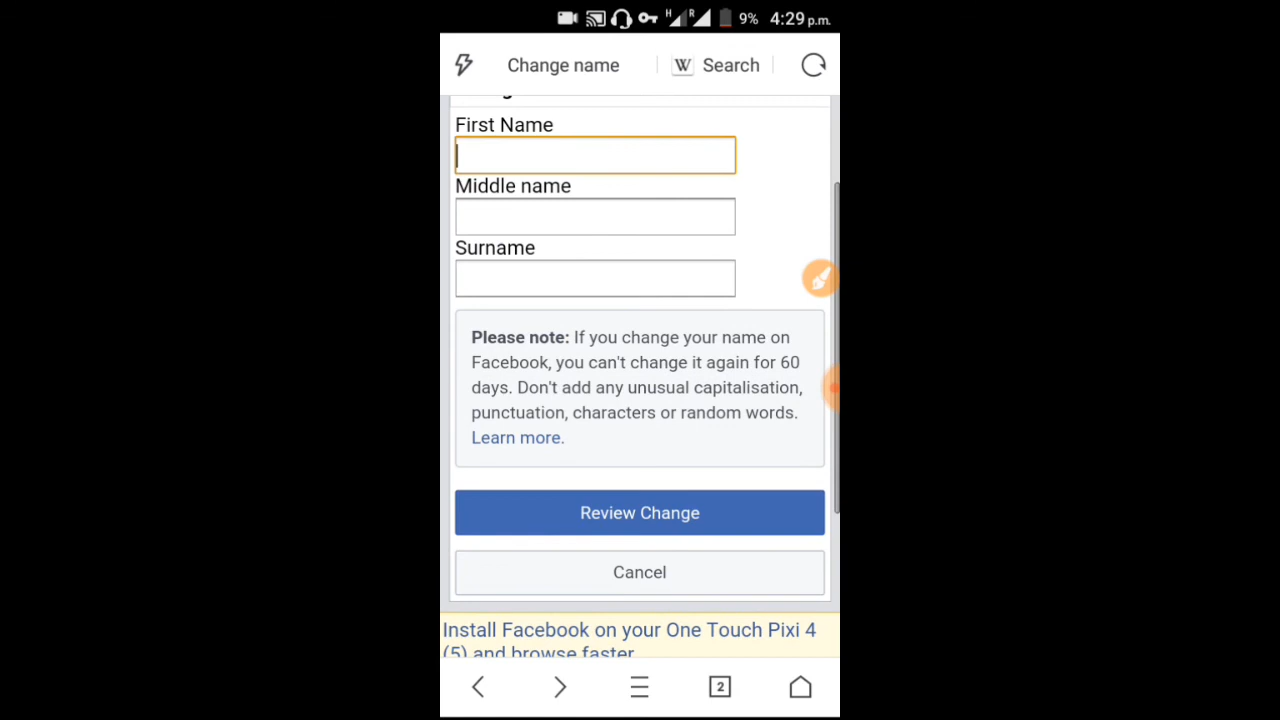 H R 9% 4:29 p.m.
Change name W Search
First Name
Middle name
Surname
Please note: If you change your name on
Facebook, you can't change it again for 60
days. Don't add any unusual capitalisation,
punctuation, characters or random words.
Learn more.
Review Change
Cancel
Install Facebook on your One Touch Pixi 4
(5) and browse faster
2